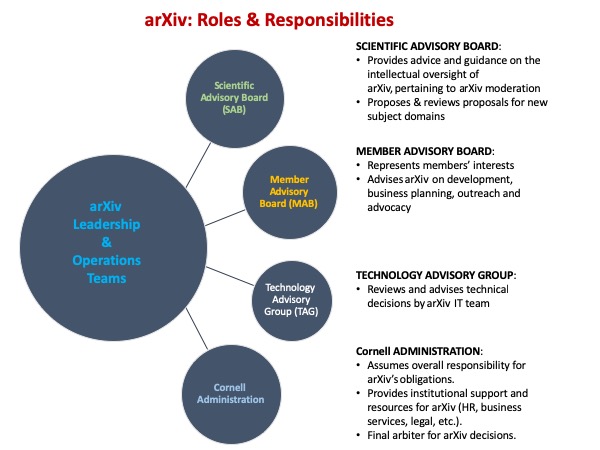 arXiv: Roles & Responsibilities
Scientific
Advisory Board
(SAB)
Member
Advisory
Board (MAB)
arXiv
Leadership
&
Operations
Teams
Technology
Advisory
Group (TAG)
Cornell
Administration
SCIENTIFIC ADVISORY BOARD:
• Provides advice and guidance on the
intellectual oversight of
arXiv, pertaining to arXiv moderation
• Proposes & reviews proposals for new
subject domains
MEMBER ADVISORY BOARD:
• Represents members’ interests
• Advises arXiv on development,
business planning, outreach and
advocacy
TECHNOLOGY ADVISORY GROUP:
• Reviews and advises technical
decisions by arXiv IT team
Cornell ADMINISTRATION:
• Assumes overall responsibility for
arXiv’s obligations.
• Provides institutional support and
resources for arXiv (HR, business
services, legal, etc.).
• Final arbiter for arXiv decisions.